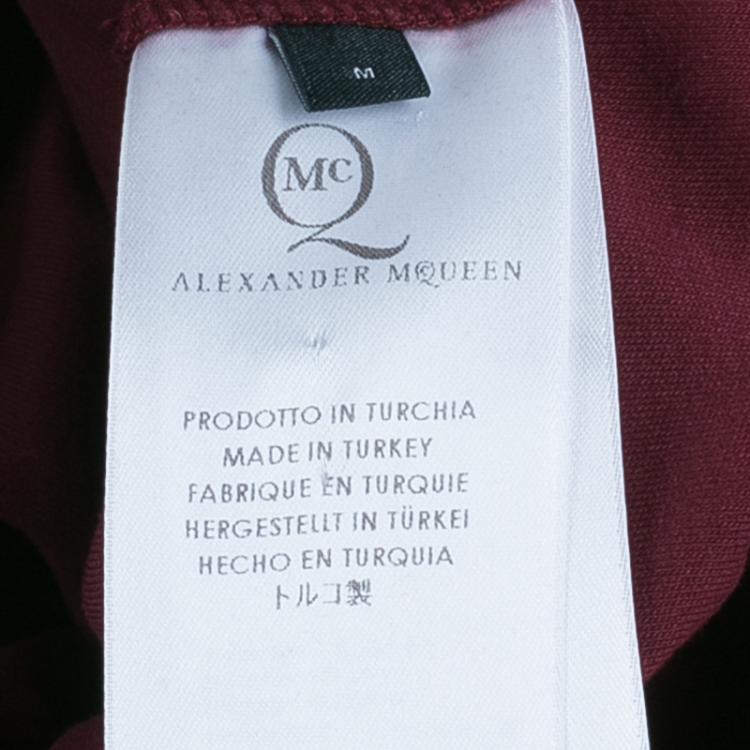 M
McQ
ALEXANDER MCQUEEN
PRODOTTO IN TURCHIA
MADE IN TURKEY
FABRIQUE EN TURQUIE
HERGESTELLT IN TÜRKEI
HECHO EN TURQUIA
トルコ製